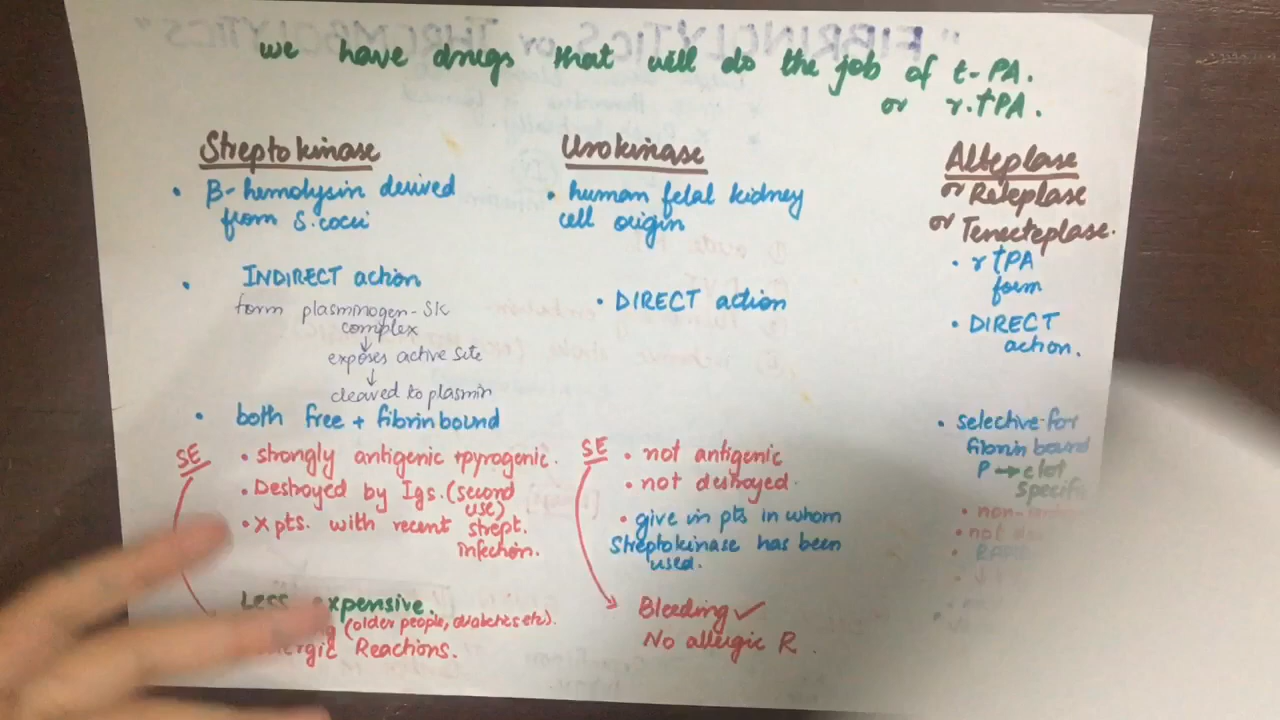 we have drugs that will do the job of t-PA.
or r.tPA.
Streptokinase
• β-hemolysin derived
from S.cocci
• INDIRECT action
form plasminogen-SK
complex
↓
exposes active site
↓
cleaved to plasmin
• both free + fibrinbound
SE
• strongly antigenic +pyrogenic.
• Destroyed by Igs. (second
use)
• X pts. with recent strept.
infection.
Less expensive.
(older people, diabetes etc).
Reactions.
Urokinase
• human fetal kidney
cell origin
• DIRECT action
SE
• not antigenic
• not destroyed.
• give in pts in whom
Streptokinase has been
used.
Bleeding ✓
No allergic R.
Alteplase
or Reteplase
or Tenecteplase.
• rtPA
form
• DIRECT
action.
• selective for
fibrin bound
P → clot
specific
• not